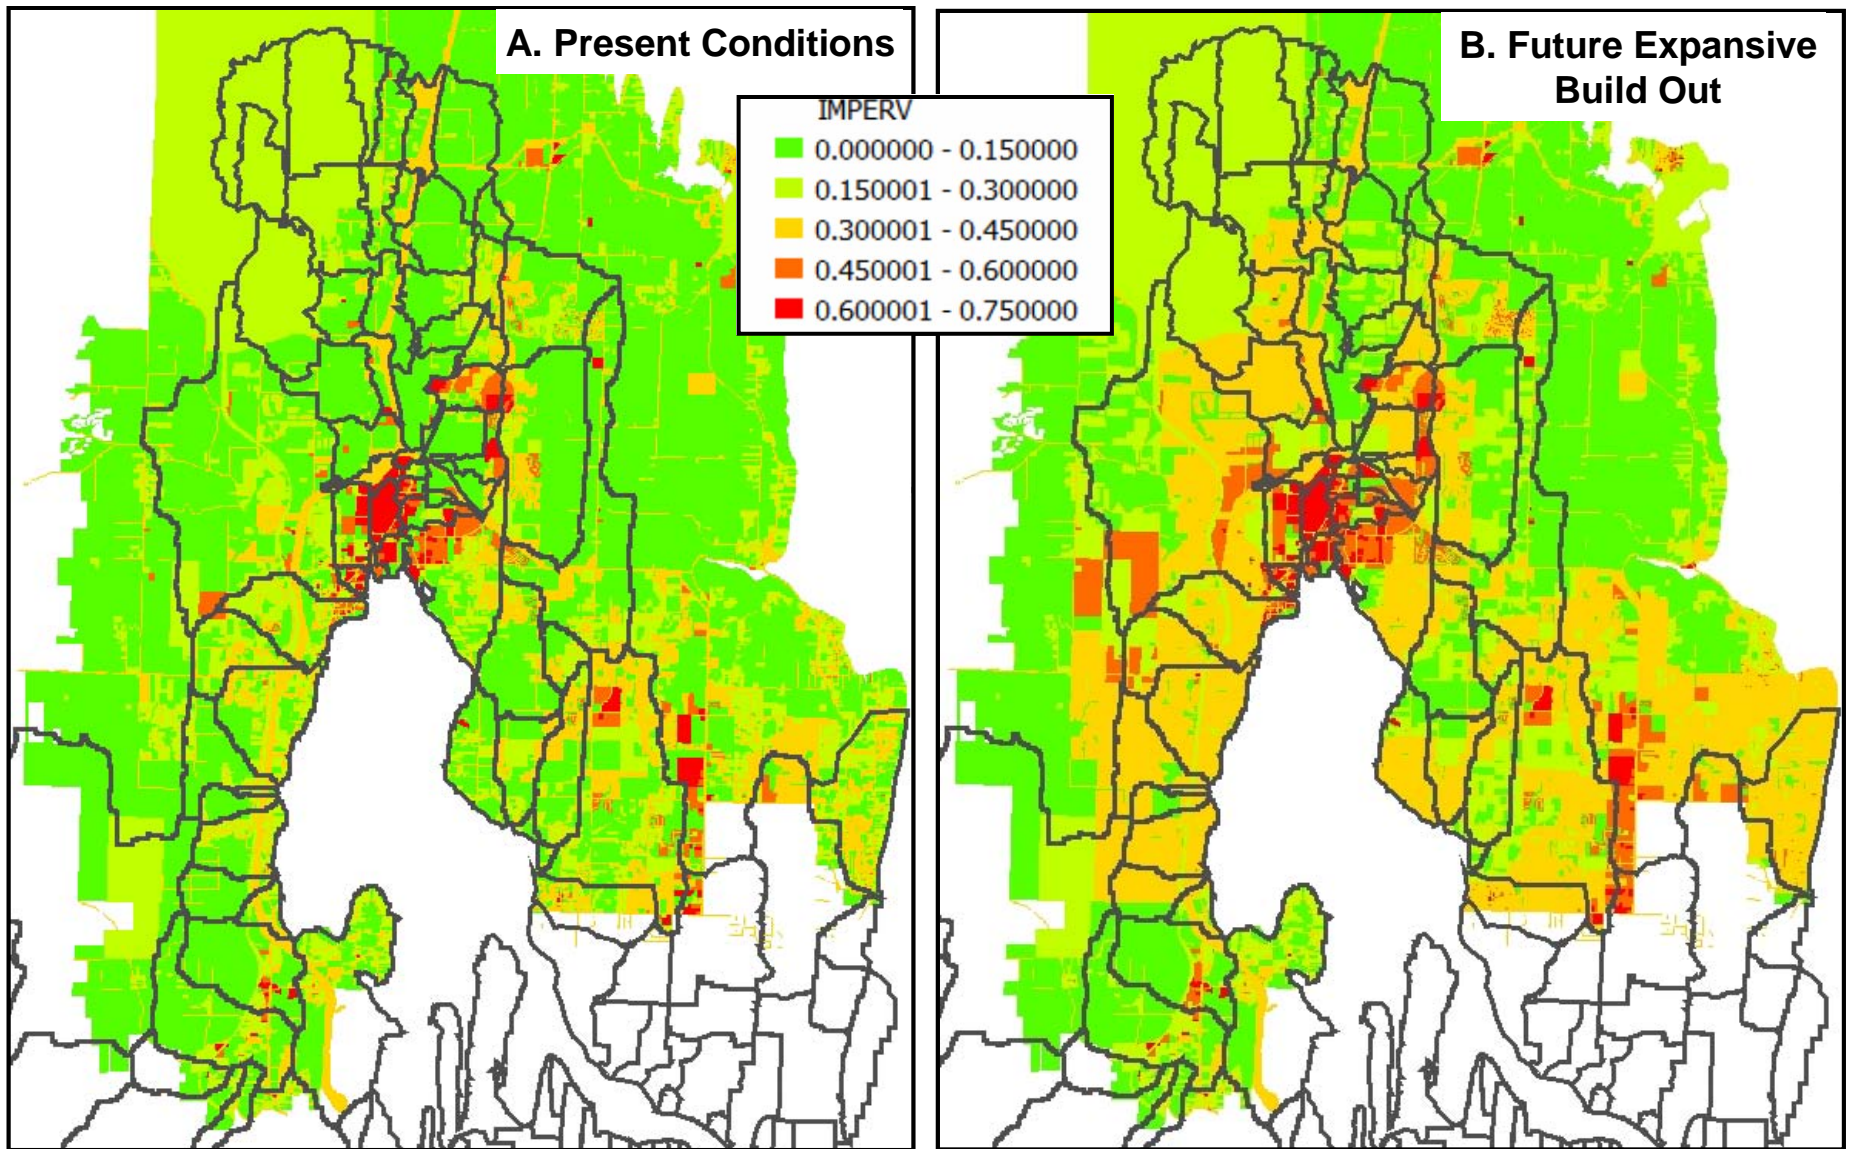 A. Present Conditions
B. Future Expansive
Build Out
IMPERV
0.000000 - 0.150000
0.150001 - 0.300000
0.300001 - 0.450000
0.450001 - 0.600000
0.600001 - 0.750000